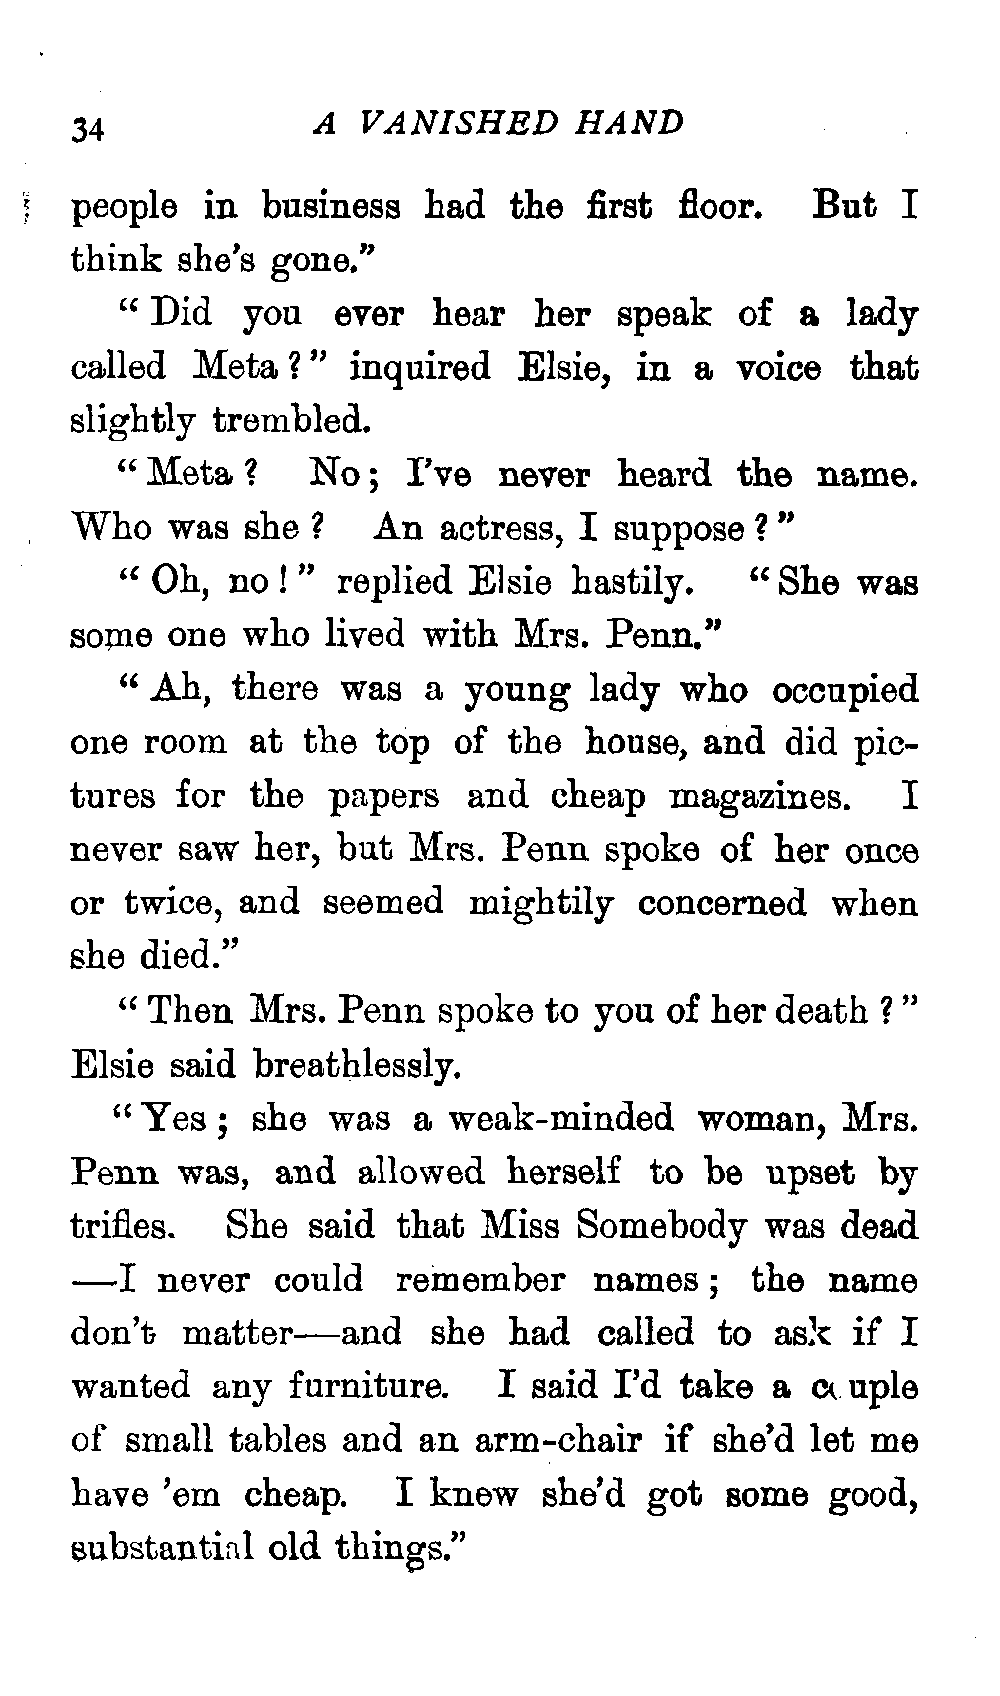 34 A VANISHED HAND
people in business had the first floor. But I
think she's gone."
"Did you ever hear her speak of a lady
called Meta?" inquired Elsie, in a voice that
slightly trembled.
"Meta? No; I've never heard the name.
Who was she? An actress, I suppose?"
"Oh, no!" replied Elsie hastily. "She was
some one who lived with Mrs. Penn."
"Ah, there was a young lady who occupied
one room at the top of the house, and did pic-
tures for the papers and cheap magazines. I
never saw her, but Mrs. Penn spoke of her once
or twice, and seemed mightily concerned when
she died."
"Then Mrs. Penn spoke to you of her death?"
Elsie said breathlessly.
"Yes; she was a weak-minded woman, Mrs.
Penn was, and allowed herself to be upset by
trifles. She said that Miss Somebody was dead
—I never could remember names; the name
don't matter—and she had called to ask if I
wanted any furniture. I said I'd take a couple
of small tables and an arm-chair if she'd let me
have 'em cheap. I knew she'd got some good,
substantial old things."